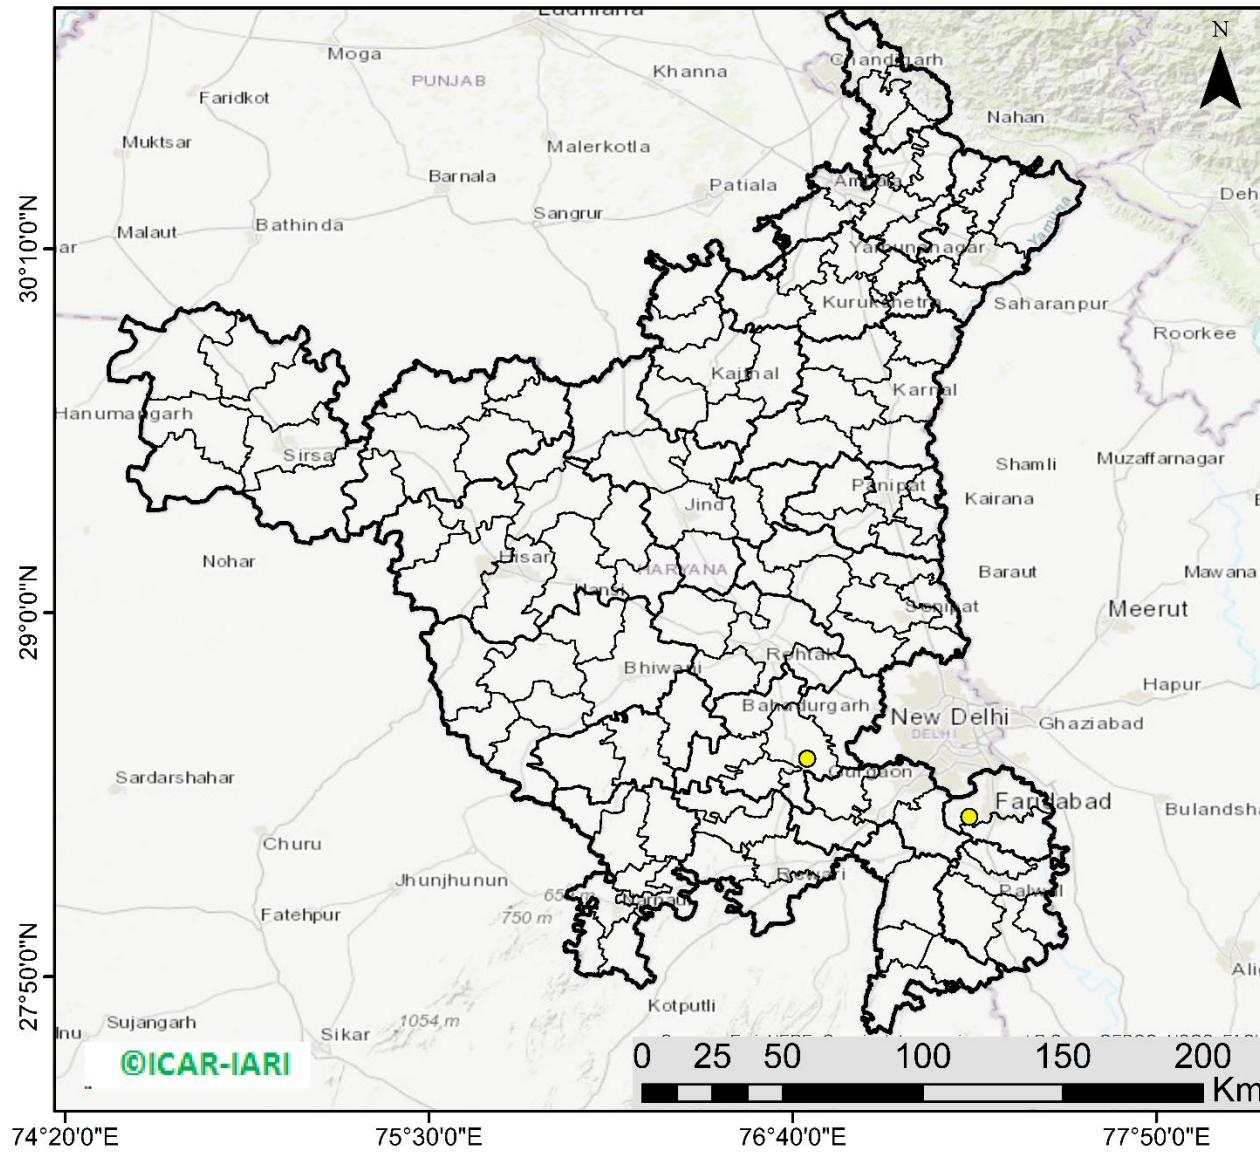 Ludhiana
N
Moga
Chandigarh
Khanna
PUNJAB
Faridkot
Nahan
Muktsar
Malerkotla
Barnala
Patiala
Ambala
Deh
Sangrur
Bathinda
Malaut
Yamuna
30°10'0"N
ar
Yamunanagar
Kurukshetra
Saharanpur
Roorkee
Kaithal
Karnal
Hanumangarh
Sirsa
Shamli
Muzaffarnagar
Panipat
Kairana
Jind
Nohar
Hisar
HARYANA
Baraut
Mawana
Hansi
29°0'0"N
Sonipat
Meerut
Rohtak
Bhiwani
Hapur
Bahadurgarh
New Delhi
Ghaziabad
DELHI
Sardarshahar
Gurgaon
Faridabad
Bulandsha
Churu
Jhunjhunun
Rewari
Palwal
Narnaul
750 m
Fatehpur
27°50'0"N
Ali
Kotputli
Sujangarh
1054 m
Sikar
©ICAR-IARI
0 25 50 100 150 200
Km
74°20'0"E 75°30'0"E 76°40'0"E 77°50'0"E